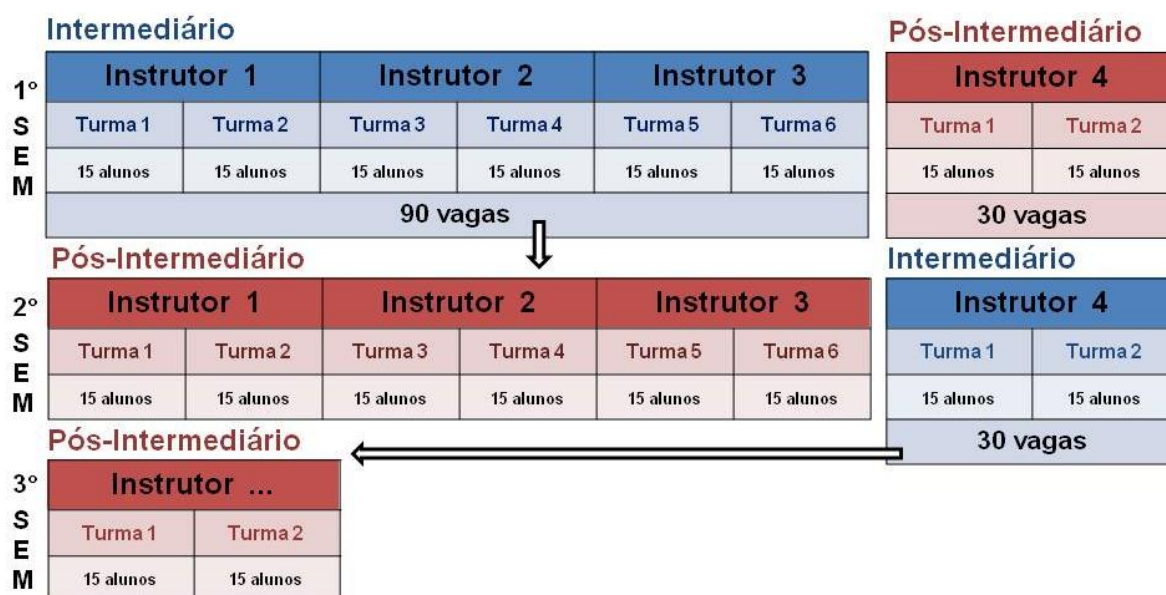 Intermediário Pós-Intermediário
Instrutor 1 Instrutor 2 Instrutor 3 Instrutor 4
1º
S
E
M
Turma 1 Turma 2 Turma 3 Turma 4 Turma 5 Turma 6 Turma 1 Turma 2
15 alunos 15 alunos 15 alunos 15 alunos 15 alunos 15 alunos 15 alunos 15 alunos
90 vagas 30 vagas
Pós-Intermediário Intermediário
Instrutor 1 Instrutor 2 Instrutor 3 Instrutor 4
2º
S
E
M
Turma 1 Turma 2 Turma 3 Turma 4 Turma 5 Turma 6 Turma 1 Turma 2
15 alunos 15 alunos 15 alunos 15 alunos 15 alunos 15 alunos 15 alunos 15 alunos
30 vagas
Pós-Intermediário
Instrutor ...
3º
S
E
M
Turma 1 Turma 2
15 alunos 15 alunos